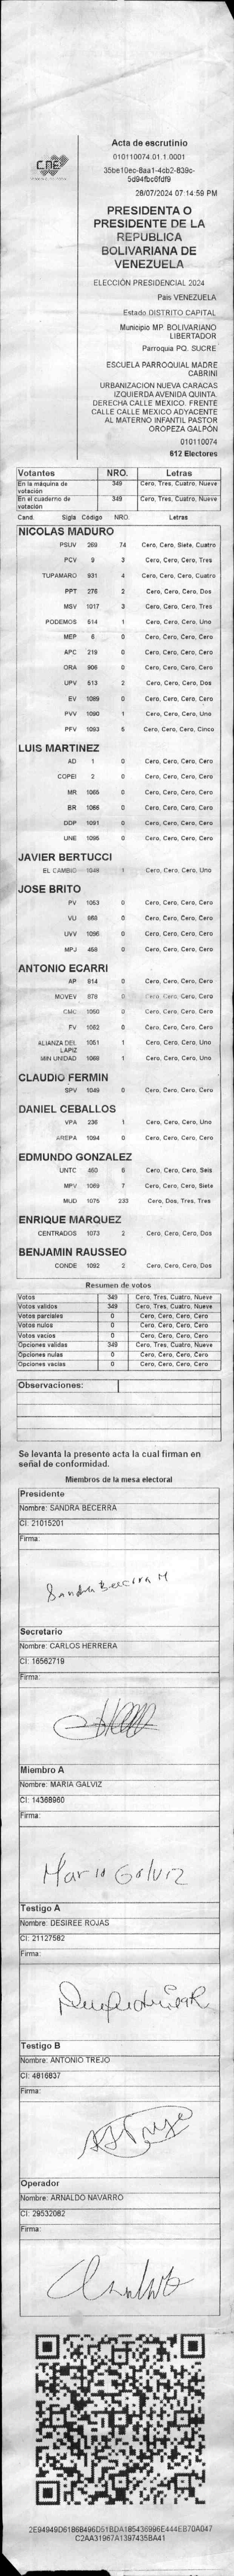 CNE
Acta de escrutinio
010110074.01.1.0001
35be10ec-8aa1-4cb2-839c-
5d94fbc6fdf9
28/07/2024 07:14:59 PM
PRESIDENTA O
PRESIDENTE DE LA
REPUBLICA
BOLIVARIANA DE
VENEZUELA
ELECCIÓN PRESIDENCIAL 2024
Pais VENEZUELA
Estado DISTRITO CAPITAL
Municipio MP. BOLIVARIANO
LIBERTADOR
Parroquia PQ. SUCRE
ESCUELA PARROQUIAL MADRE
CABRINI
URBANIZACION NUEVA CARACAS
IZQUIERDA AVENIDA QUINTA.
DERECHA CALLE MEXICO. FRENTE
CALLE CALLE MEXICO ADYACENTE
AL MATERNO INFANTIL PASTOR
OROPEZA GALPÓN
010110074
612 Electores
Votantes NRO. Letras
En la máquina de votación 349 Cero, Tres, Cuatro, Nueve
En el cuaderno de votación 349 Cero, Tres, Cuatro, Nueve
Cand. Sigla Código NRO. Letras
NICOLAS MADURO
PSUV 269 74 Cero, Cero, Siete, Cuatro
PCV 9 3 Cero, Cero, Cero, Tres
TUPAMARO 931 4 Cero, Cero, Cero, Cuatro
PPT 276 2 Cero, Cero, Cero, Dos
MSV 1017 3 Cero, Cero, Cero, Tres
PODEMOS 514 1 Cero, Cero, Cero, Uno
MEP 6 0 Cero, Cero, Cero, Cero
APC 219 0 Cero, Cero, Cero, Cero
ORA 906 0 Cero, Cero, Cero, Cero
UPV 513 2 Cero, Cero, Cero, Dos
EV 1089 0 Cero, Cero, Cero, Cero
PVV 1090 1 Cero, Cero, Cero, Uno
PFV 1093 5 Cero, Cero, Cero, Cinco
LUIS MARTINEZ
AD 1 0 Cero, Cero, Cero, Cero
COPEI 2 0 Cero, Cero, Cero, Cero
MR 1065 0 Cero, Cero, Cero, Cero
BR 1066 0 Cero, Cero, Cero, Cero
DDP 1091 0 Cero, Cero, Cero, Cero
UNE 1095 0 Cero, Cero, Cero, Cero
JAVIER BERTUCCI
EL CAMBIO 1048 1 Cero, Cero, Cero, Uno
JOSE BRITO
PV 1053 0 Cero, Cero, Cero, Cero
VU 968 0 Cero, Cero, Cero, Cero
UVV 1096 0 Cero, Cero, Cero, Cero
MPJ 458 0 Cero, Cero, Cero, Cero
ANTONIO ECARRI
AP 914 0 Cero, Cero, Cero, Cero
MOVEV 878 0 Cero, Cero, Cero, Cero
CMC 1050 0 Cero, Cero, Cero, Cero
FV 1052 0 Cero, Cero, Cero, Cero
ALIANZA DEL LAPIZ 1051 1 Cero, Cero, Cero, Uno
MIN UNIDAD 1068 1 Cero, Cero, Cero, Uno
CLAUDIO FERMIN
SPV 1049 0 Cero, Cero, Cero, Cero
DANIEL CEBALLOS
VPA 236 1 Cero, Cero, Cero, Uno
AREPA 1094 0 Cero, Cero, Cero, Cero
EDMUNDO GONZALEZ
UNTC 460 6 Cero, Cero, Cero, Seis
MPV 1069 7 Cero, Cero, Cero, Siete
MUD 1075 233 Cero, Dos, Tres, Tres
ENRIQUE MARQUEZ
CENTRADOS 1073 2 Cero, Cero, Cero, Dos
BENJAMIN RAUSSEO
CONDE 1092 2 Cero, Cero, Cero, Dos
Resumen de votos
Votos 349 Cero, Tres, Cuatro, Nueve
Votos validos 349 Cero, Tres, Cuatro, Nueve
Votos parciales 0 Cero, Cero, Cero, Cero
Votos nulos 0 Cero, Cero, Cero, Cero
Votos vacios 0 Cero, Cero, Cero, Cero
Opciones validas 349 Cero, Tres, Cuatro, Nueve
Opciones nulas 0 Cero, Cero, Cero, Cero
Opciones vacias 0 Cero, Cero, Cero, Cero
Observaciones:
Se levanta la presente acta la cual firman en
señal de conformidad.
Miembros de la mesa electoral
Presidente
Nombre: SANDRA BECERRA
CI: 21015201
Firma:
Sandra Becerra M
Secretario
Nombre: CARLOS HERRERA
CI: 16562719
Firma:
Miembro A
Nombre: MARIA GALVIZ
CI: 14368960
Firma:
Maria Galviz
Testigo A
Nombre: DESIREE ROJAS
CI: 21127582
Firma:
Testigo B
Nombre: ANTONIO TREJO
CI: 4816837
Firma:
Operador
Nombre: ARNALDO NAVARRO
CI: 29532082
Firma:
2E94949D61868496D51BDA185436996E444EB70A047
C2AA31967A1397435BA41